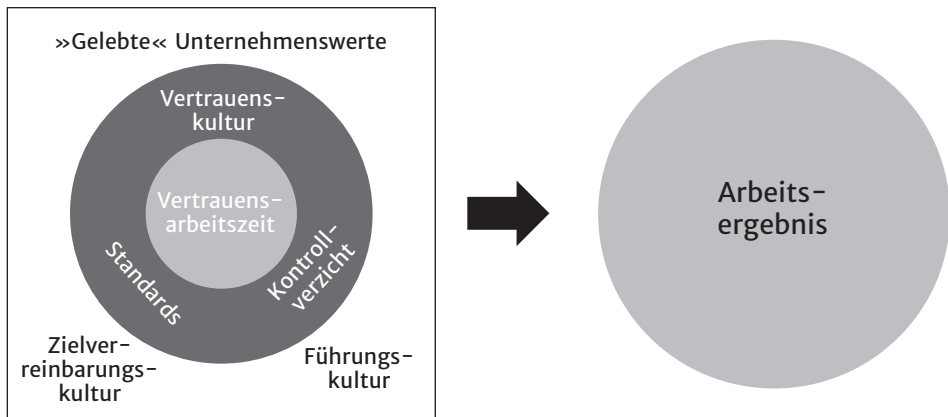 »Gelebte« Unternehmenswerte
Vertrauens-
kultur
Vertrauens-
arbeitszeit
Standards
Kontroll-
verzicht
Zielver-
reinbarungs-
kultur
Führungs-
kultur
Arbeits-
ergebnis